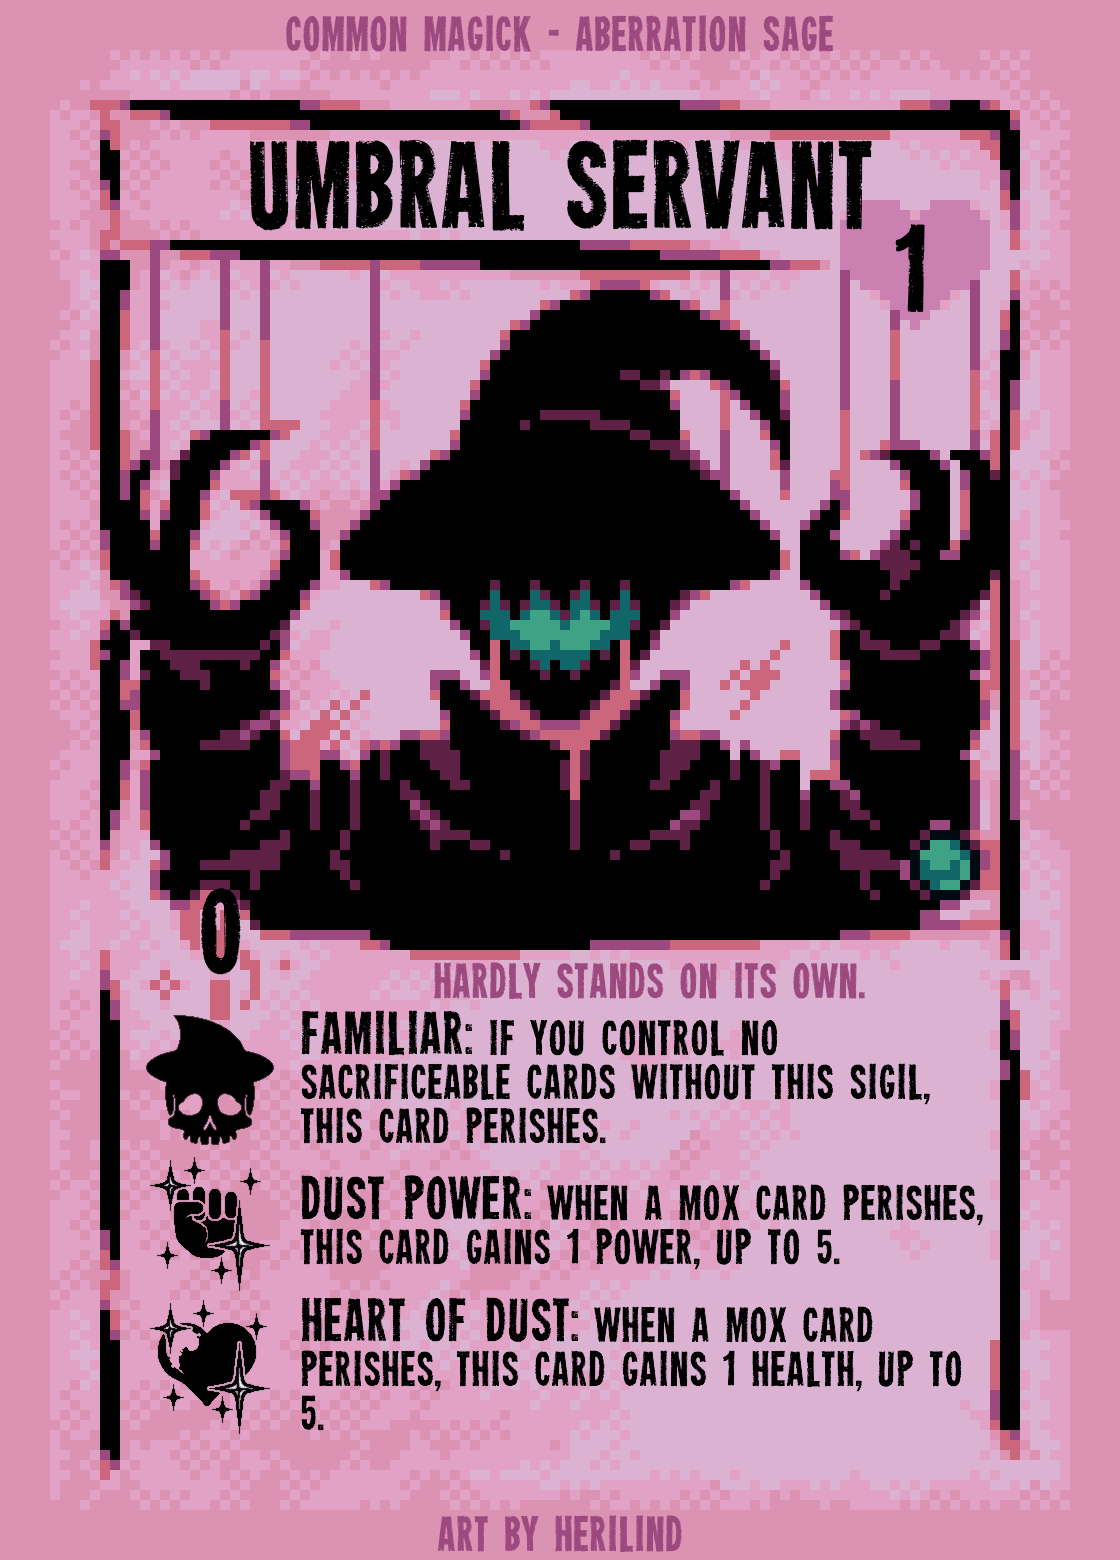 COMMON MAGICK - ABERRATION SAGE
UMBRAL SERVANT
1
0
HARDLY STANDS ON ITS OWN.
FAMILIAR: IF YOU CONTROL NO
SACRIFICEABLE CARDS WITHOUT THIS SIGIL,
THIS CARD PERISHES.
DUST POWER: WHEN A MOX CARD PERISHES,
THIS CARD GAINS 1 POWER, UP TO 5.
HEART OF DUST: WHEN A MOX CARD
PERISHES, THIS CARD GAINS 1 HEALTH, UP TO
5.
ART BY HERILIND